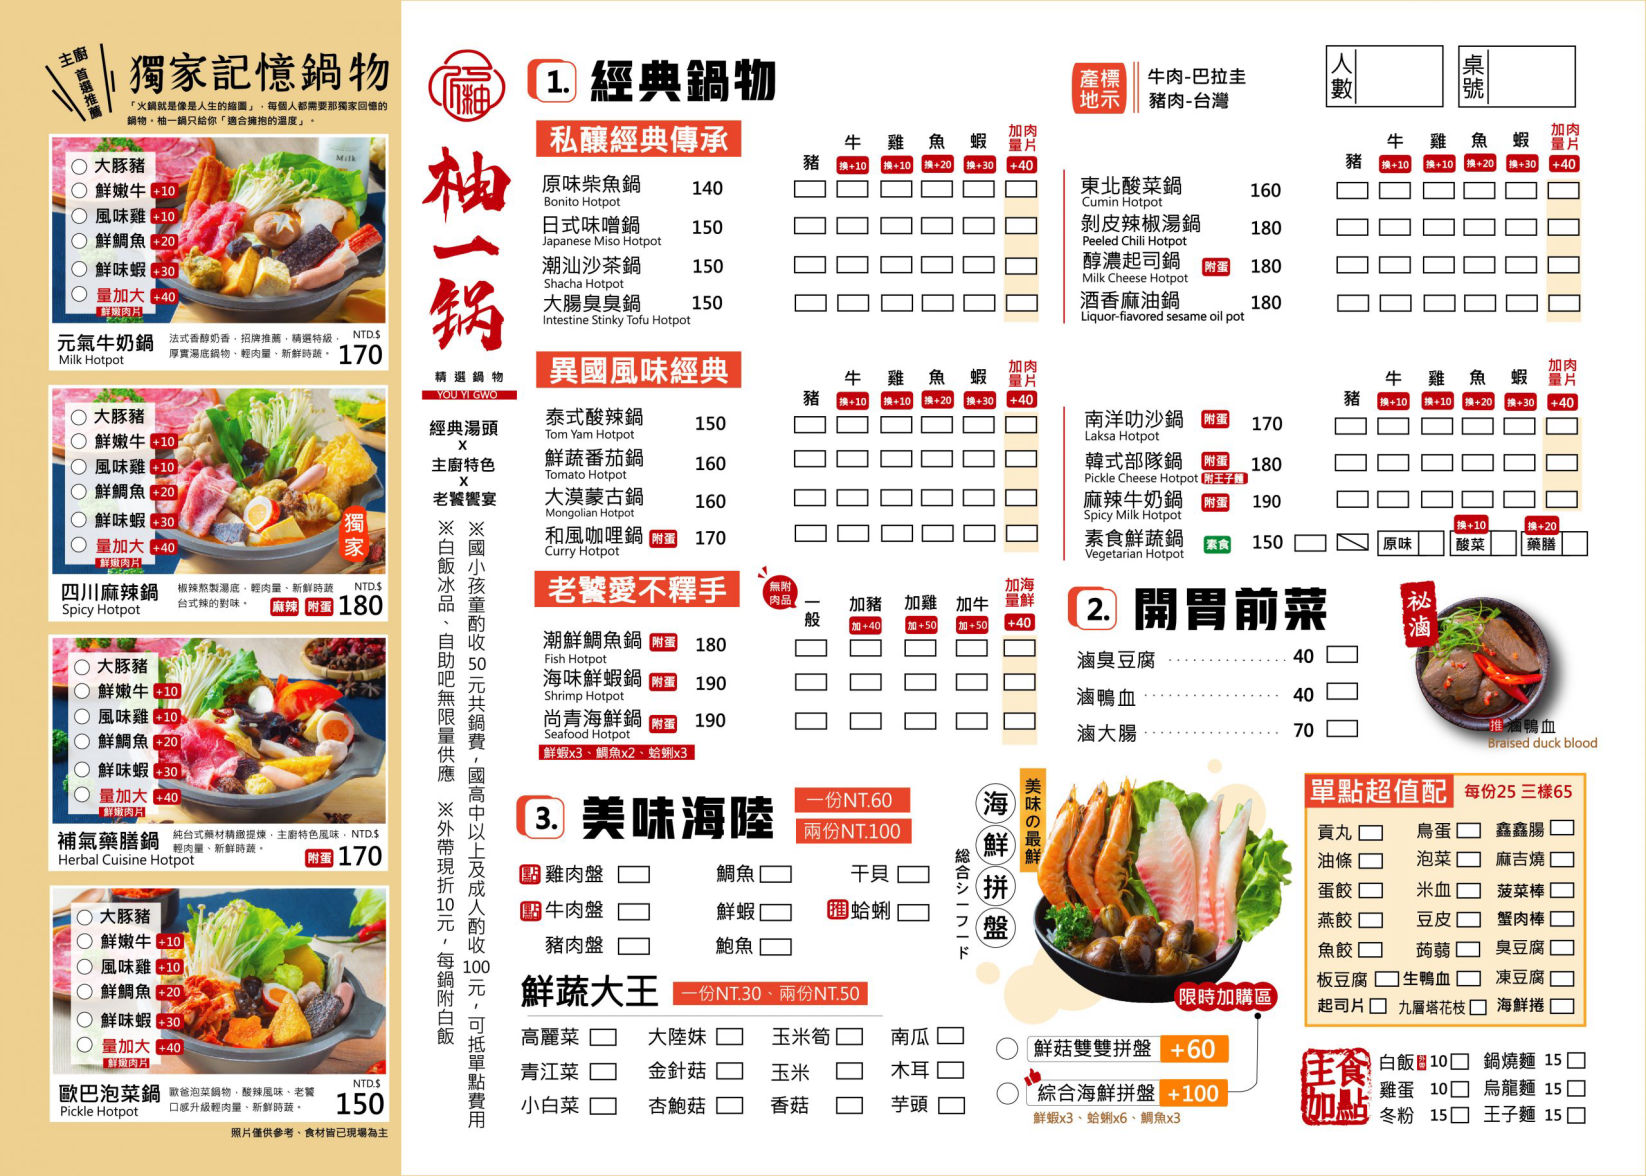 主廚
首選推薦
獨家記憶鍋物
「火鍋就是像是人生的縮圖」，每個人都需要那獨家回憶的
鍋物。柚一鍋只給你「適合擁抱的溫度」。
大豚豬
鮮嫩牛 +10
風味雞 +10
鮮鯛魚 +20
鮮味蝦 +30
量加大 +40
鮮嫩肉片
Milk
元氣牛奶鍋
Milk Hotpot
法式香醇奶香，招牌推薦，精選特級，
厚實湯底鍋物、輕肉量、新鮮時蔬。
NTD.$
170
大豚豬
鮮嫩牛 +10
風味雞 +10
鮮鯛魚 +20
鮮味蝦 +30
量加大 +40
鮮嫩肉片
獨家
四川麻辣鍋
Spicy Hotpot
椒辣熬製湯底，輕肉量、新鮮時蔬
台式辣的對味。
麻辣 附蛋
NTD.$
180
大豚豬
鮮嫩牛 +10
風味雞 +10
鮮鯛魚 +20
鮮味蝦 +30
量加大 +40
鮮嫩肉片
補氣藥膳鍋
Herbal Cuisine Hotpot
純台式藥材精緻提煉，主廚特色風味，
輕肉量、新鮮時蔬。
附蛋
NTD.$
170
大豚豬
鮮嫩牛 +10
風味雞 +10
鮮鯛魚 +20
鮮味蝦 +30
量加大 +40
鮮嫩肉片
歐巴泡菜鍋
Pickle Hotpot
歐爸泡菜鍋物，酸辣風味、老饕
口感升級輕肉量、新鮮時蔬。
NTD.$
150
照片僅供參考、食材皆已現場為主
柚一锅
精選鍋物
YOU YI GWO
經典湯頭
x
主廚特色
x
老饕饗宴
※國小孩童酌收50元共鍋費，國高中以上及成人酌收100元，可抵單點費用
※白飯冰品、自助吧無限量供應 ※外帶現折10元，每鍋附白飯
1. 經典鍋物
產地標示
牛肉-巴拉圭
豬肉-台灣
人數
桌號
私釀經典傳承
豬 牛 雞 魚 蝦 加量肉片
換+10 換+10 換+20 換+30 +40
原味柴魚鍋 140
Bonito Hotpot
日式味噌鍋 150
Japanese Miso Hotpot
潮汕沙茶鍋 150
Shacha Hotpot
大腸臭臭鍋 150
Intestine Stinky Tofu Hotpot
豬 牛 雞 魚 蝦 加量肉片
換+10 換+10 換+20 換+30 +40
東北酸菜鍋 160
Cumin Hotpot
剝皮辣椒湯鍋 180
Peeled Chili Hotpot
醇濃起司鍋 附蛋 180
Milk Cheese Hotpot
酒香麻油鍋 180
Liquor-fiavored sesame oil pot
異國風味經典
豬 牛 雞 魚 蝦 加量肉片
換+10 換+10 換+20 換+30 +40
泰式酸辣鍋 150
Tom Yam Hotpot
鮮蔬番茄鍋 160
Tomato Hotpot
大漠蒙古鍋 160
Mongolian Hotpot
和風咖哩鍋 附蛋 170
Curry Hotpot
豬 牛 雞 魚 蝦 加量肉片
換+10 換+10 換+20 換+30 +40
南洋叻沙鍋 附蛋 170
Laksa Hotpot
韓式部隊鍋 附蛋 180
Pickle Cheese Hotpot 附王子麵
麻辣牛奶鍋 附蛋 190
Spicy Milk Hotpot
素食鮮蔬鍋 素食 150
Vegetarian Hotpot
換+10 換+20
原味 酸菜 藥膳
老饕愛不釋手
無附肉品
一般 加豬 加雞 加牛 加量海鮮
加+40 加+50 加+50 +40
潮鮮鯛魚鍋 附蛋 180
Fish Hotpot
海味鮮蝦鍋 附蛋 190
Shrimp Hotpot
尚青海鮮鍋 附蛋 190
Seafood Hotpot
鮮蝦x3、鯛魚x2、蛤蜊x3
2. 開胃前菜
滷臭豆腐 40
滷鴨血 40
滷大腸 70
祕滷
推 滷鴨血
Braised duck blood
3. 美味海陸
一份NT.60
兩份NT.100
點 雞肉盤 鯛魚 干貝
點 牛肉盤 鮮蝦 推 蛤蜊
豬肉盤 鮑魚
鮮蔬大王 一份NT.30、兩份NT.50
高麗菜 大陸妹 玉米筍 南瓜
青江菜 金針菇 玉米 木耳
小白菜 杏鮑菇 香菇 芋頭
美味の最鮮
海鮮拼盤
総合シーフード
限時加購區
鮮菇雙雙拼盤 +60
綜合海鮮拼盤 +100
鮮蝦x3、蛤蜊x6、鯛魚x3
單點超值配 每份25 三樣65
貢丸 鳥蛋 鑫鑫腸
油條 泡菜 麻吉燒
蛋餃 米血 菠菜棒
燕餃 豆皮 蟹肉棒
魚餃 蒟蒻 臭豆腐
板豆腐 生鴨血 凍豆腐
起司片 九層塔花枝 海鮮捲
主食加點
白飯 10 鍋燒麵 15
雞蛋 10 烏龍麵 15
冬粉 15 王子麵 15